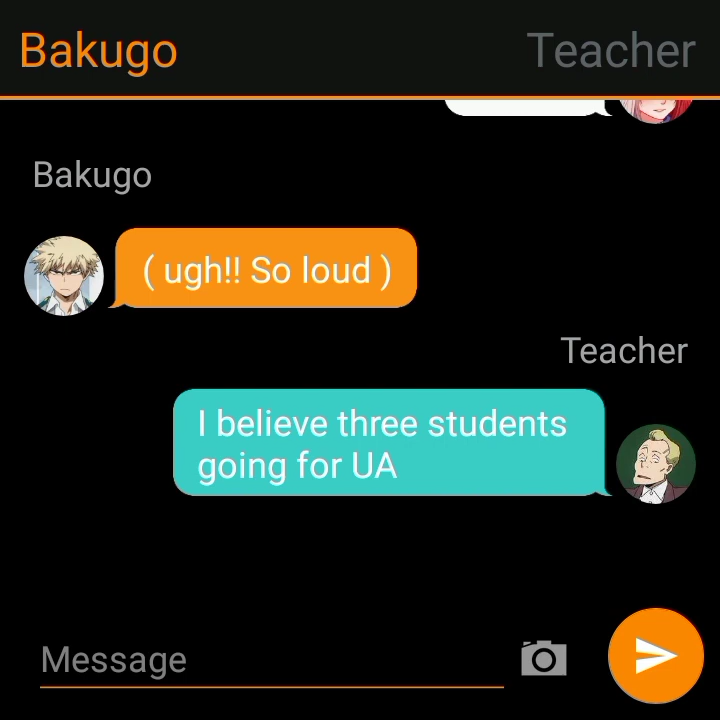 Bakugo
Teacher
Bakugo
( ugh!! So loud )
Teacher
I believe three students
going for UA
Message